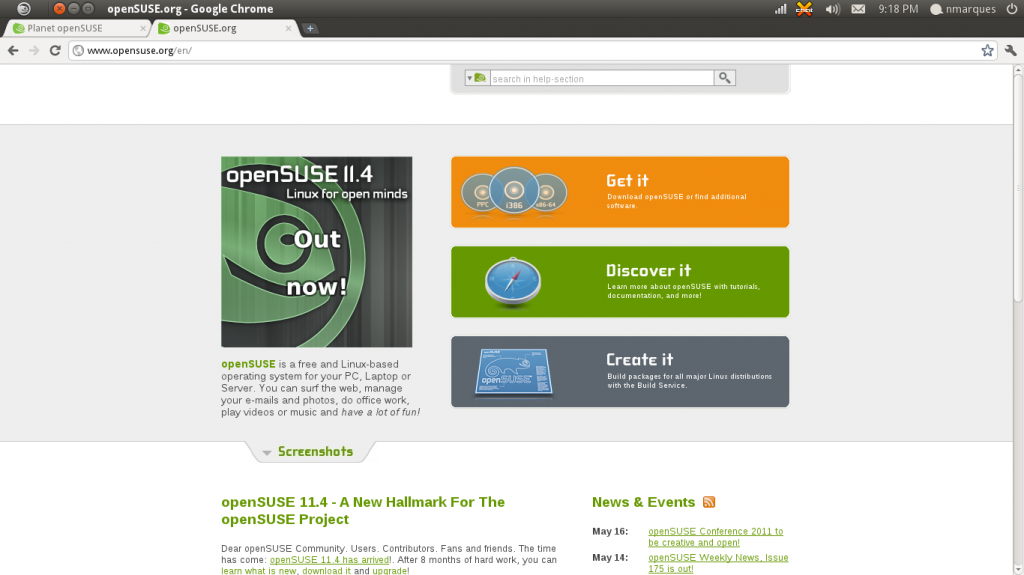 openSUSE.org - Google Chrome
9:18 PM
nmarques
Planet openSUSE
openSUSE.org
www.opensuse.org/en/
search in help-section
openSUSE 11.4
Linux for open minds
Out
now!
openSUSE is a free and Linux-based
operating system for your PC, Laptop or
Server. You can surf the web, manage
your e-mails and photos, do office work,
play videos or music and have a lot of fun!
PPC
i386
x86-64
Get it
Download openSUSE or find additional
software.
Discover it
Learn more about openSUSE with tutorials,
documentation, and more!
openSUSE
Create it
Build packages for all major Linux distributions
with the Build Service.
Screenshots
openSUSE 11.4 - A New Hallmark For The
openSUSE Project
Dear openSUSE Community. Users. Contributors. Fans and friends. The time
has come: openSUSE 11.4 has arrived!. After 8 months of hard work, you can
learn what is new, download it and upgrade!
News & Events
May 16:
openSUSE Conference 2011 to
be creative and open!
May 14:
openSUSE Weekly News, Issue
175 is out!